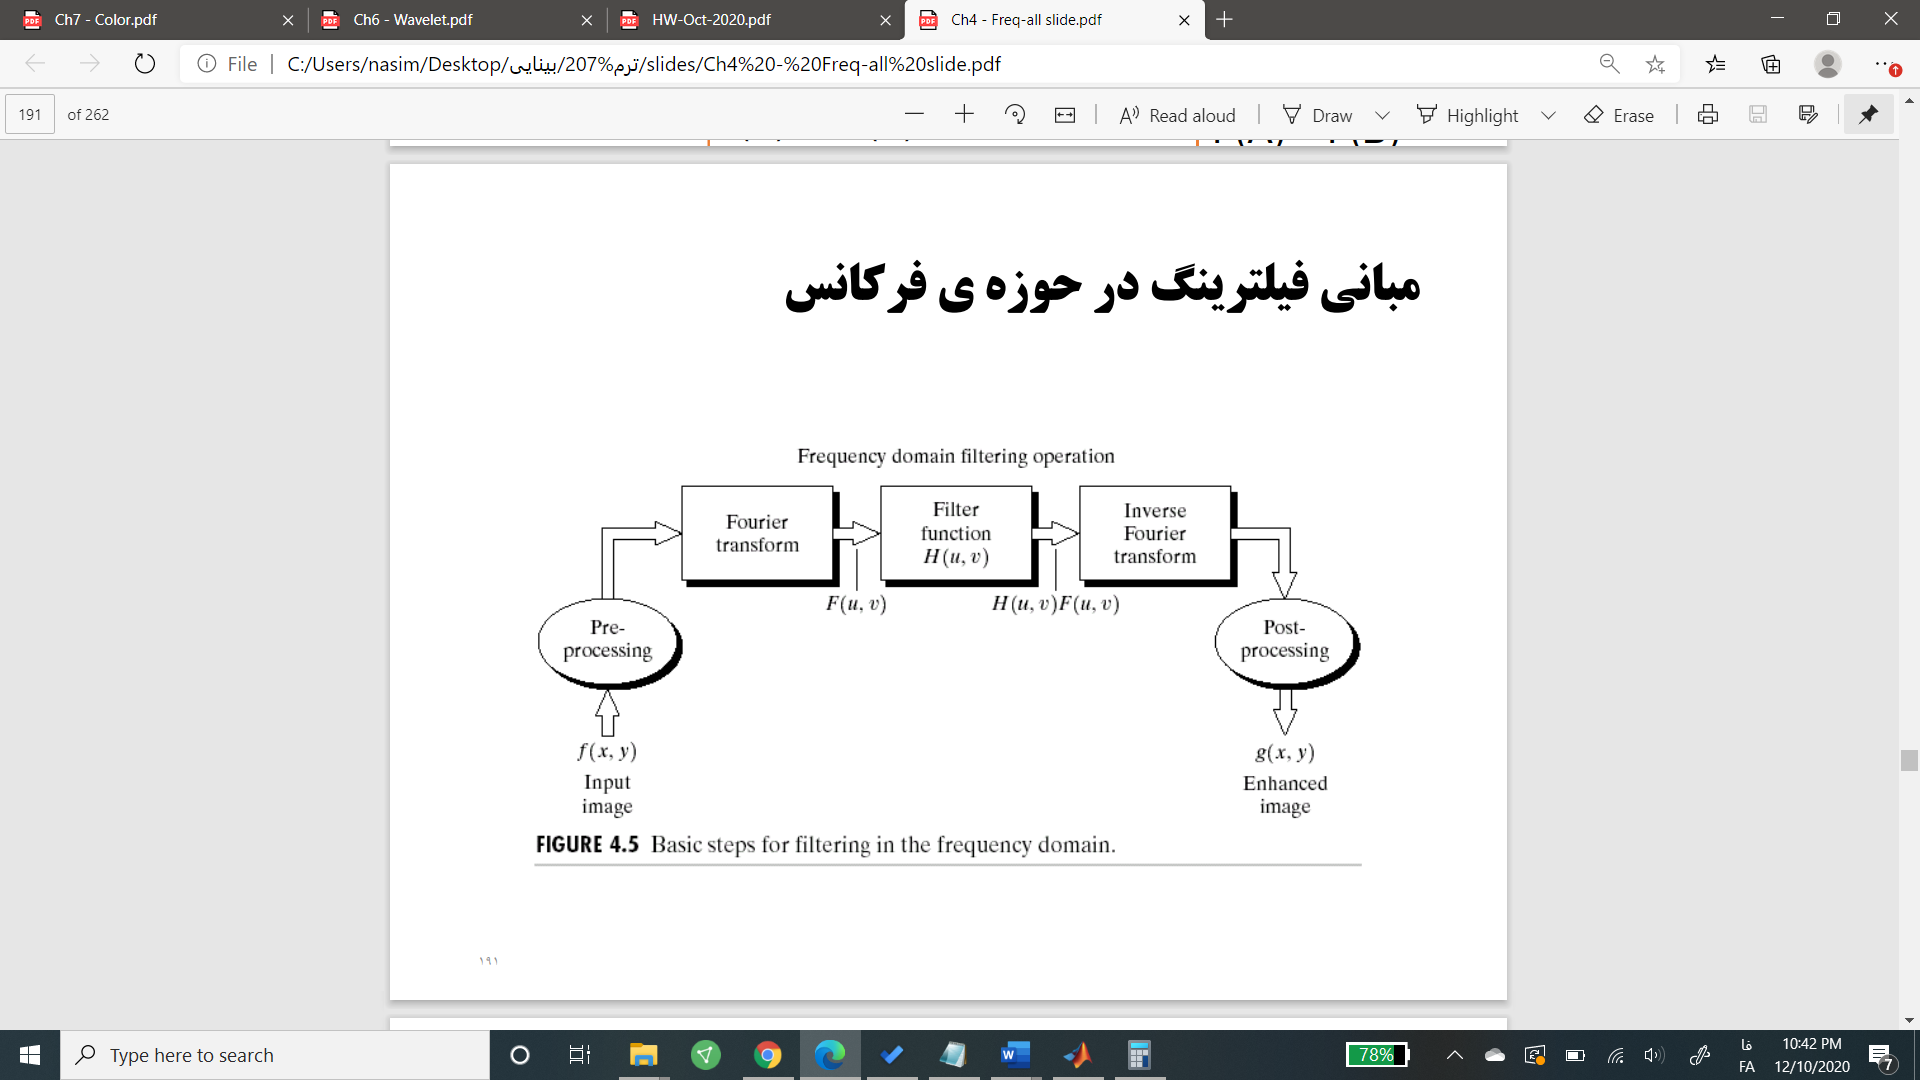 Ch7 - Color.pdf
Ch6 - Wavelet.pdf
HW-Oct-2020.pdf
Ch4 - Freq-all slide.pdf
File
C:/Users/nasim/Desktop/ترم%207/بینایی/slides/Ch4%20-%20Freq-all%20slide.pdf
191 of 262
Read aloud
Draw
Highlight
Erase
مبانی فیلترینگ در حوزه ی فرکانس
Frequency domain filtering operation
Fourier
transform
Filter
function
H(u, v)
Inverse
Fourier
transform
F(u, v)
H(u, v)F(u, v)
Pre-
processing
Post-
processing
f(x, y)
Input
image
g(x, y)
Enhanced
image
FIGURE 4.5 Basic steps for filtering in the frequency domain.
۱۹۱
Type here to search
78%
فا
FA
10:42 PM
12/10/2020
7